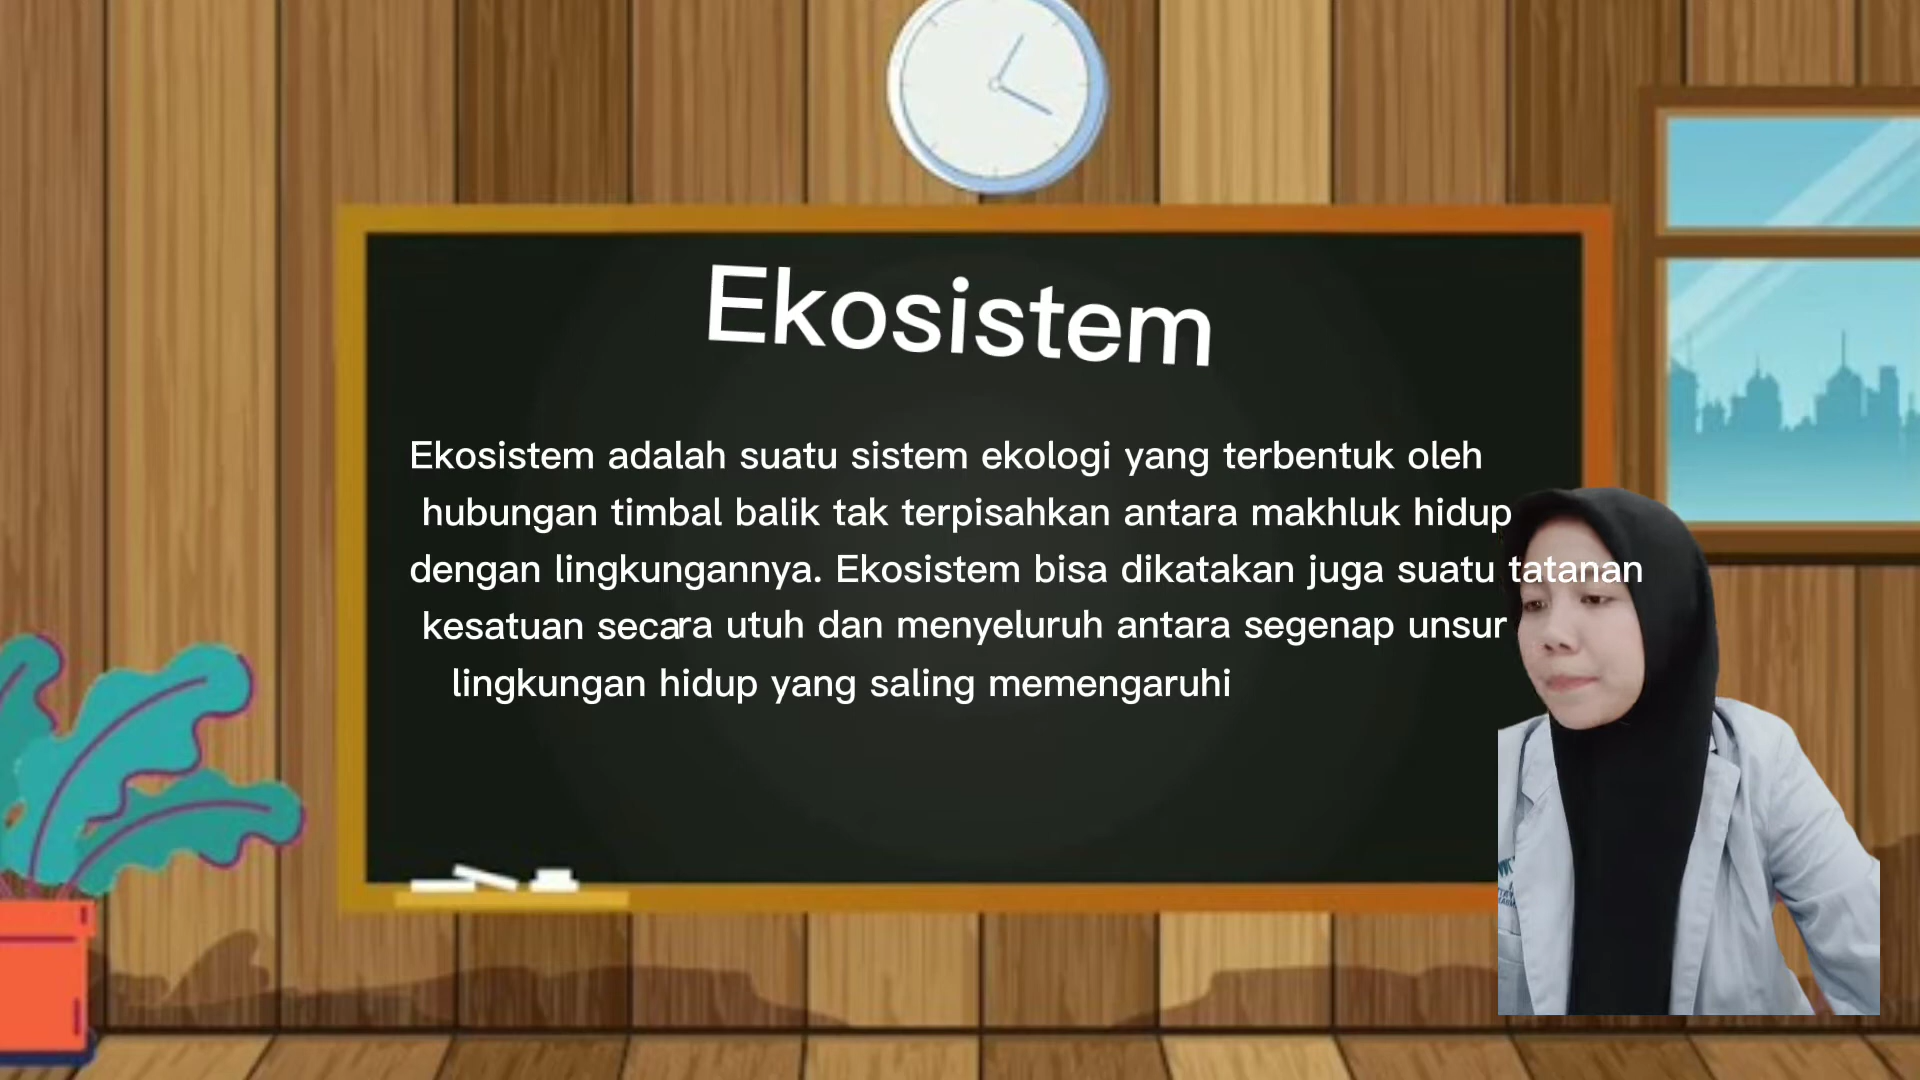 Ekosistem
Ekosistem adalah suatu sistem ekologi yang terbentuk oleh
hubungan timbal balik tak terpisahkan antara makhluk hidup
dengan lingkungannya. Ekosistem bisa dikatakan juga suatu tatanan
kesatuan secara utuh dan menyeluruh antara segenap unsur
lingkungan hidup yang saling memengaruhi